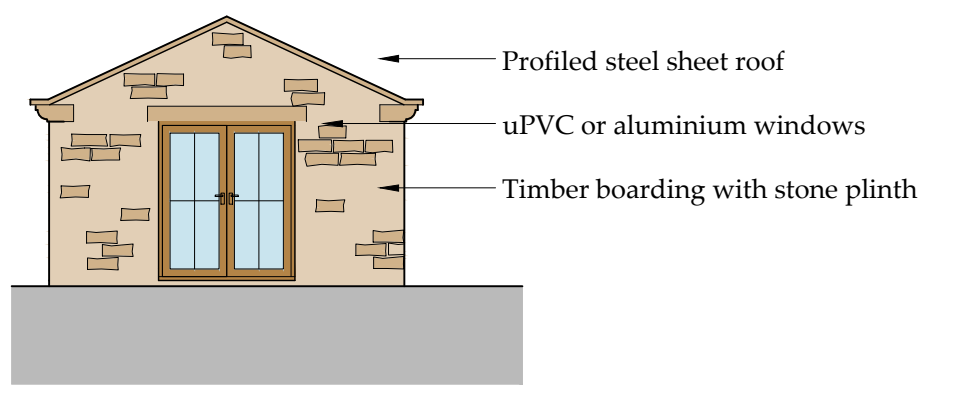 Profiled steel sheet roof
uPVC or aluminium windows
Timber boarding with stone plinth